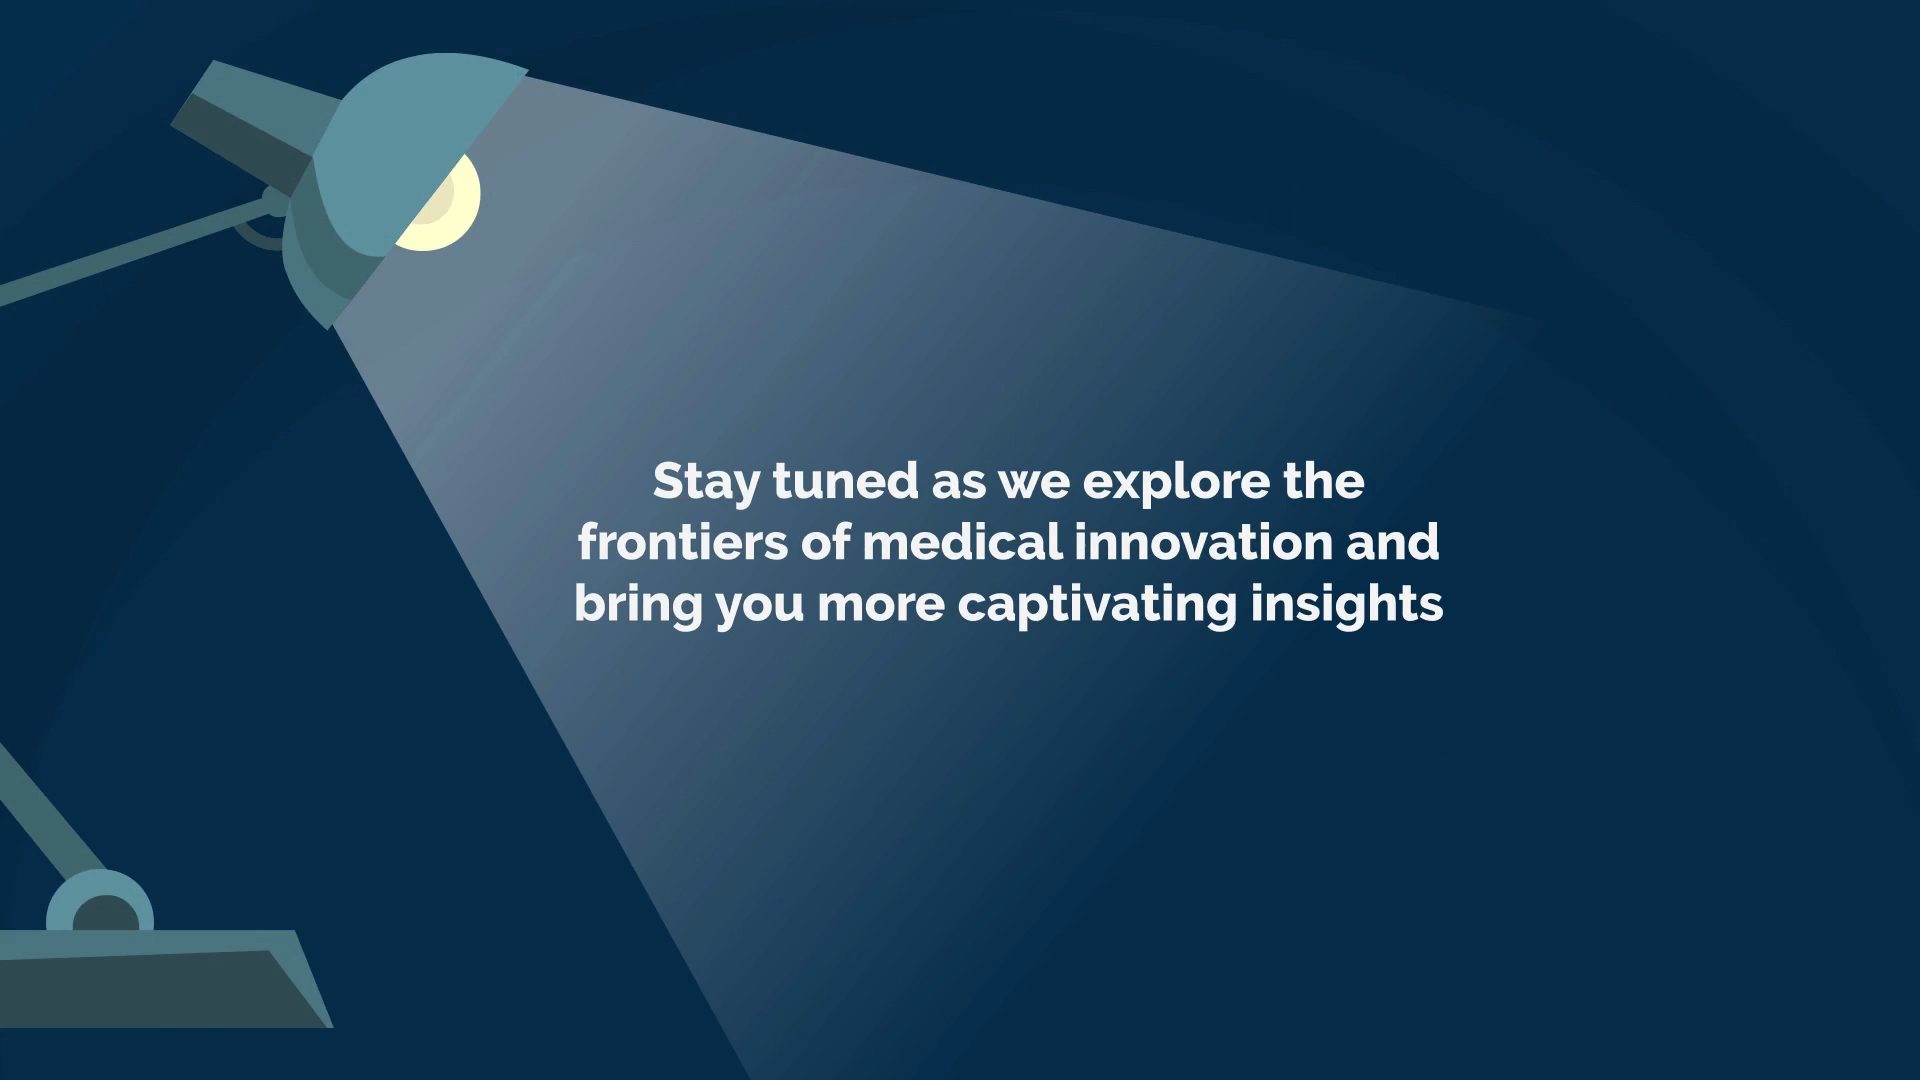 Stay tuned as we explore the
frontiers of medical innovation and
bring you more captivating insights